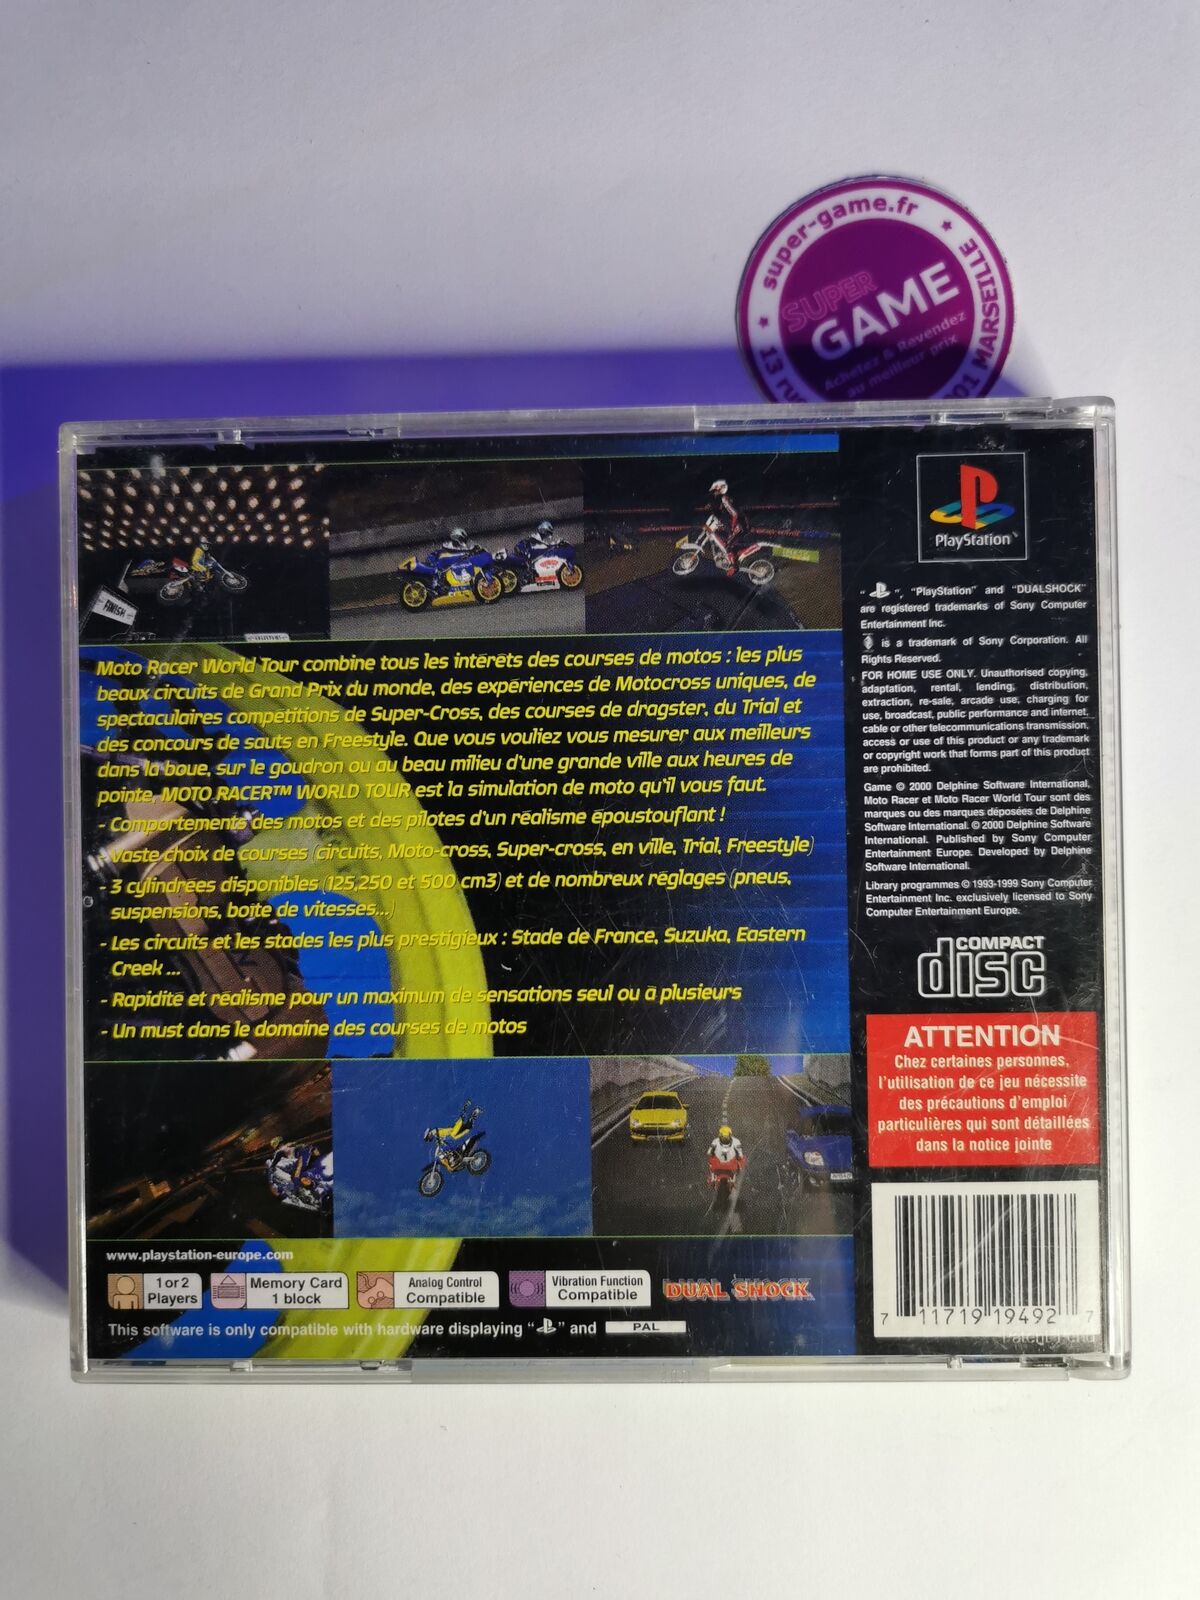 super-game.fr
MARSEILLE
SUPER
GAME
Achetez & Revendez
au meilleur prix
13 rue
PlayStation
FINISH
Moto Racer World Tour combine tous les intérêts des courses de motos : les plus
beaux circuits de Grand Prix du monde, des expériences de Motocross uniques, de
spectaculaires compétitions de Super-Cross, des courses de dragster, du Trial et
des concours de sauts en Freestyle. Que vous vouliez vous mesurer aux meilleurs
dans la boue, sur le goudron ou au beau milieu d'une grande ville aux heures de
pointe, MOTO RACER™ WORLD TOUR est la simulation de moto qu'il vous faut.
- Comportements des motos et des pilotes d'un réalisme époustouflant !
- Vaste choix de courses (circuits, Moto-cross, Super-cross, en ville, Trial, Freestyle)
- 3 cylindrées disponibles (125,250 et 500 cm3) et de nombreux réglages (pneus,
suspensions, boîte de vitesses...)
- Les circuits et les stades les plus prestigieux : Stade de France, Suzuka, Eastern
Creek ...
- Rapidité et réalisme pour un maximum de sensations seul ou à plusieurs
- Un must dans le domaine des courses de motos
www.playstation-europe.com
1 or 2
Players
Memory Card
1 block
Analog Control
Compatible
Vibration Function
Compatible
DUAL SHOCK
This software is only compatible with hardware displaying " " and PAL
" ", "PlayStation" and "DUALSHOCK"
are registered trademarks of Sony Computer
Entertainment Inc.
is a trademark of Sony Corporation. All
Rights Reserved.
FOR HOME USE ONLY. Unauthorised copying,
adaptation, rental, lending, distribution,
extraction, re-sale, arcade use, charging for
use, broadcast, public performance and internet,
cable or other telecommunications transmission,
access or use of this product or any trademark
or copyright work that forms part of this product
are prohibited.
Game © 2000 Delphine Software International,
Moto Racer et Moto Racer World Tour sont des
marques ou des marques déposées de Delphine
Software International. © 2000 Delphine Software
International. Published by Sony Computer
Entertainment Europe. Developed by Delphine
Software International.
Library programmes © 1993-1999 Sony Computer
Entertainment Inc. exclusively licensed to Sony
Computer Entertainment Europe.
COMPACT
disc
ATTENTION
Chez certaines personnes,
l'utilisation de ce jeu nécessite
des précautions d'emploi
particulières qui sont détaillées
dans la notice jointe
7 11719 19492 7